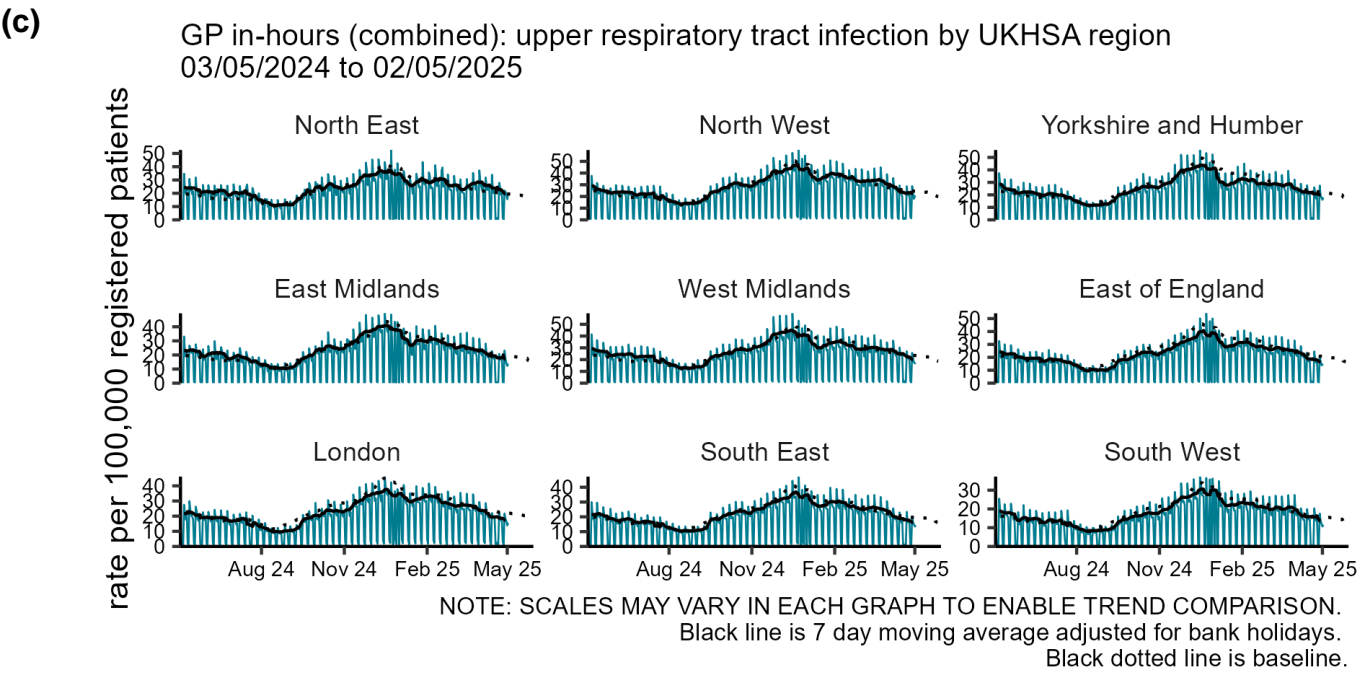 (c)
GP in-hours (combined): upper respiratory tract infection by UKHSA region
03/05/2024 to 02/05/2025
rate per 100,000 registered patients
North East
50
40
30
20
10
0
North West
50
40
30
20
10
0
Yorkshire and Humber
50
40
30
20
10
0
East Midlands
40
30
20
10
0
West Midlands
50
40
30
20
10
0
East of England
50
40
30
20
10
0
London
40
30
20
10
0
South East
40
30
20
10
0
South West
30
20
10
0
Aug 24 Nov 24 Feb 25 May 25
Aug 24 Nov 24 Feb 25 May 25
Aug 24 Nov 24 Feb 25 May 25
NOTE: SCALES MAY VARY IN EACH GRAPH TO ENABLE TREND COMPARISON.
Black line is 7 day moving average adjusted for bank holidays.
Black dotted line is baseline.